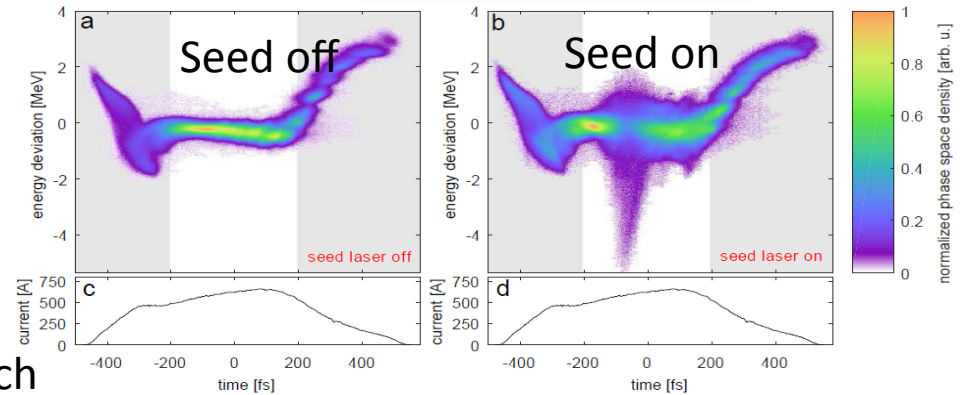 a
Seed off
seed laser off
energy deviation [MeV]
4
2
0
-2
-4
b
Seed on
seed laser on
energy deviation [MeV]
4
2
0
-2
-4
1
0.8
0.6
0.4
0.2
0
normalized phase space density [arb. u.]
c
current [A]
750
500
250
0
-400 -200 0 200 400
time [fs]
d
current [A]
750
500
250
0
-400 -200 0 200 400
time [fs]
ch